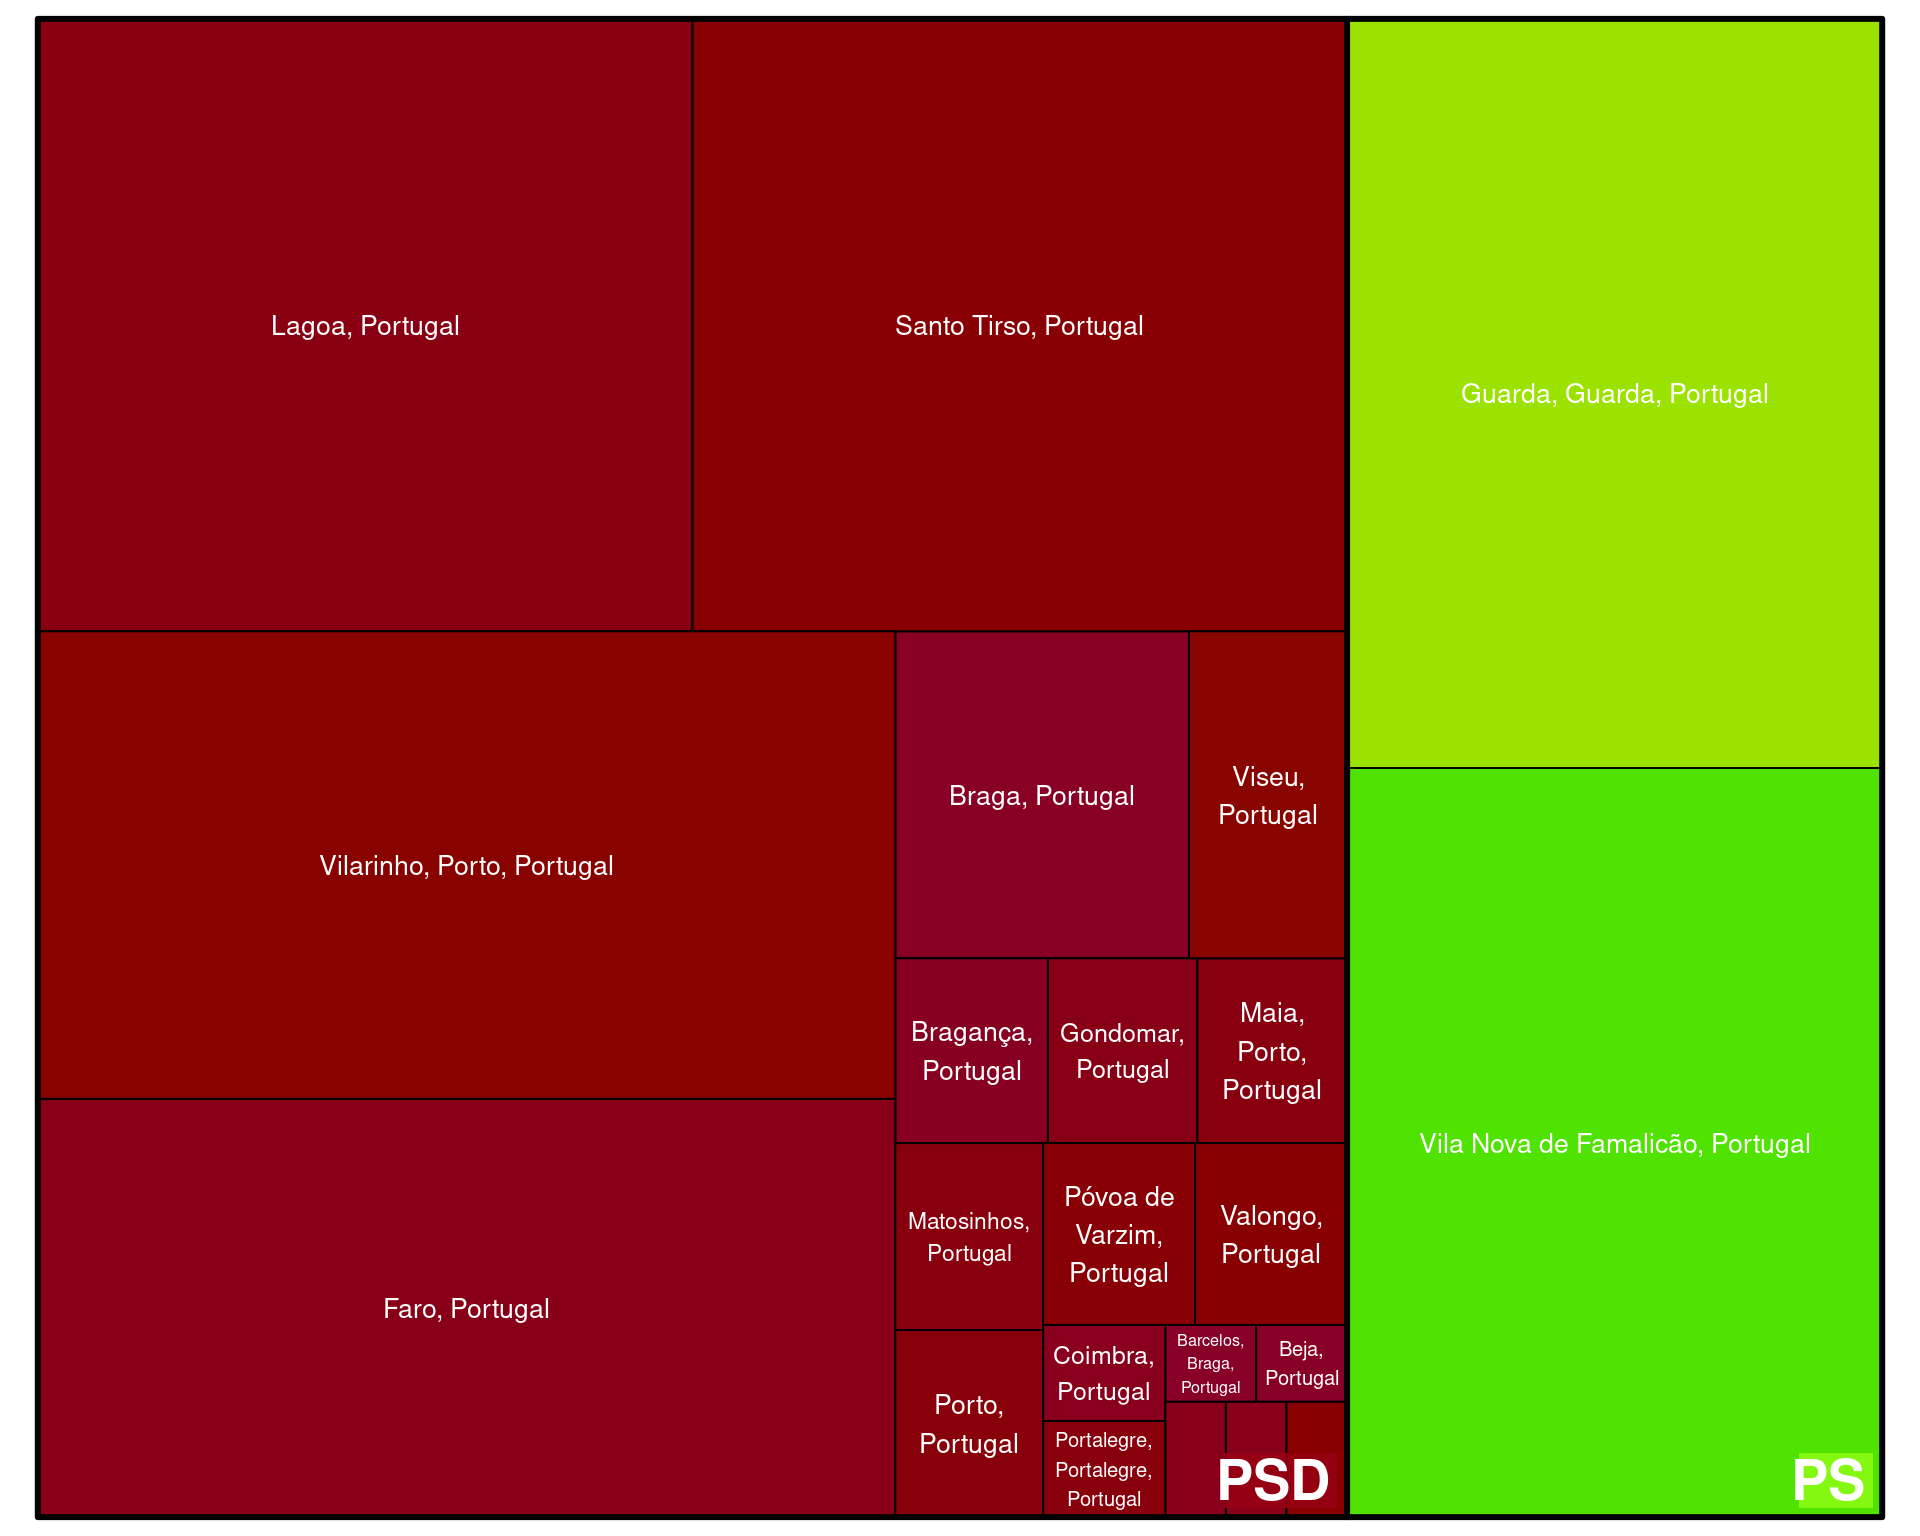 Lagoa, Portugal
Santo Tirso, Portugal
Guarda, Guarda, Portugal
Vilarinho, Porto, Portugal
Braga, Portugal
Viseu,
Portugal
Bragança,
Portugal
Gondomar,
Portugal
Maia,
Porto,
Portugal
Vila Nova de Famalicão, Portugal
Matosinhos,
Portugal
Póvoa de
Varzim,
Portugal
Valongo,
Portugal
Faro, Portugal
Porto,
Portugal
Coimbra,
Portugal
Barcelos,
Braga,
Portugal
Beja,
Portugal
Portalegre,
Portalegre,
Portugal
PSD
PS